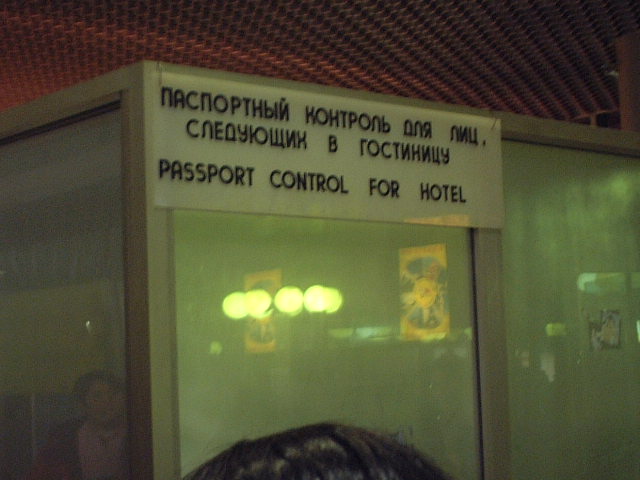 ПАСПОРТНЫЙ КОНТРОЛЬ ДЛЯ ЛИЦ,
СЛЕДУЮЩИХ В ГОСТИНИЦУ
PASSPORT CONTROL FOR HOTEL